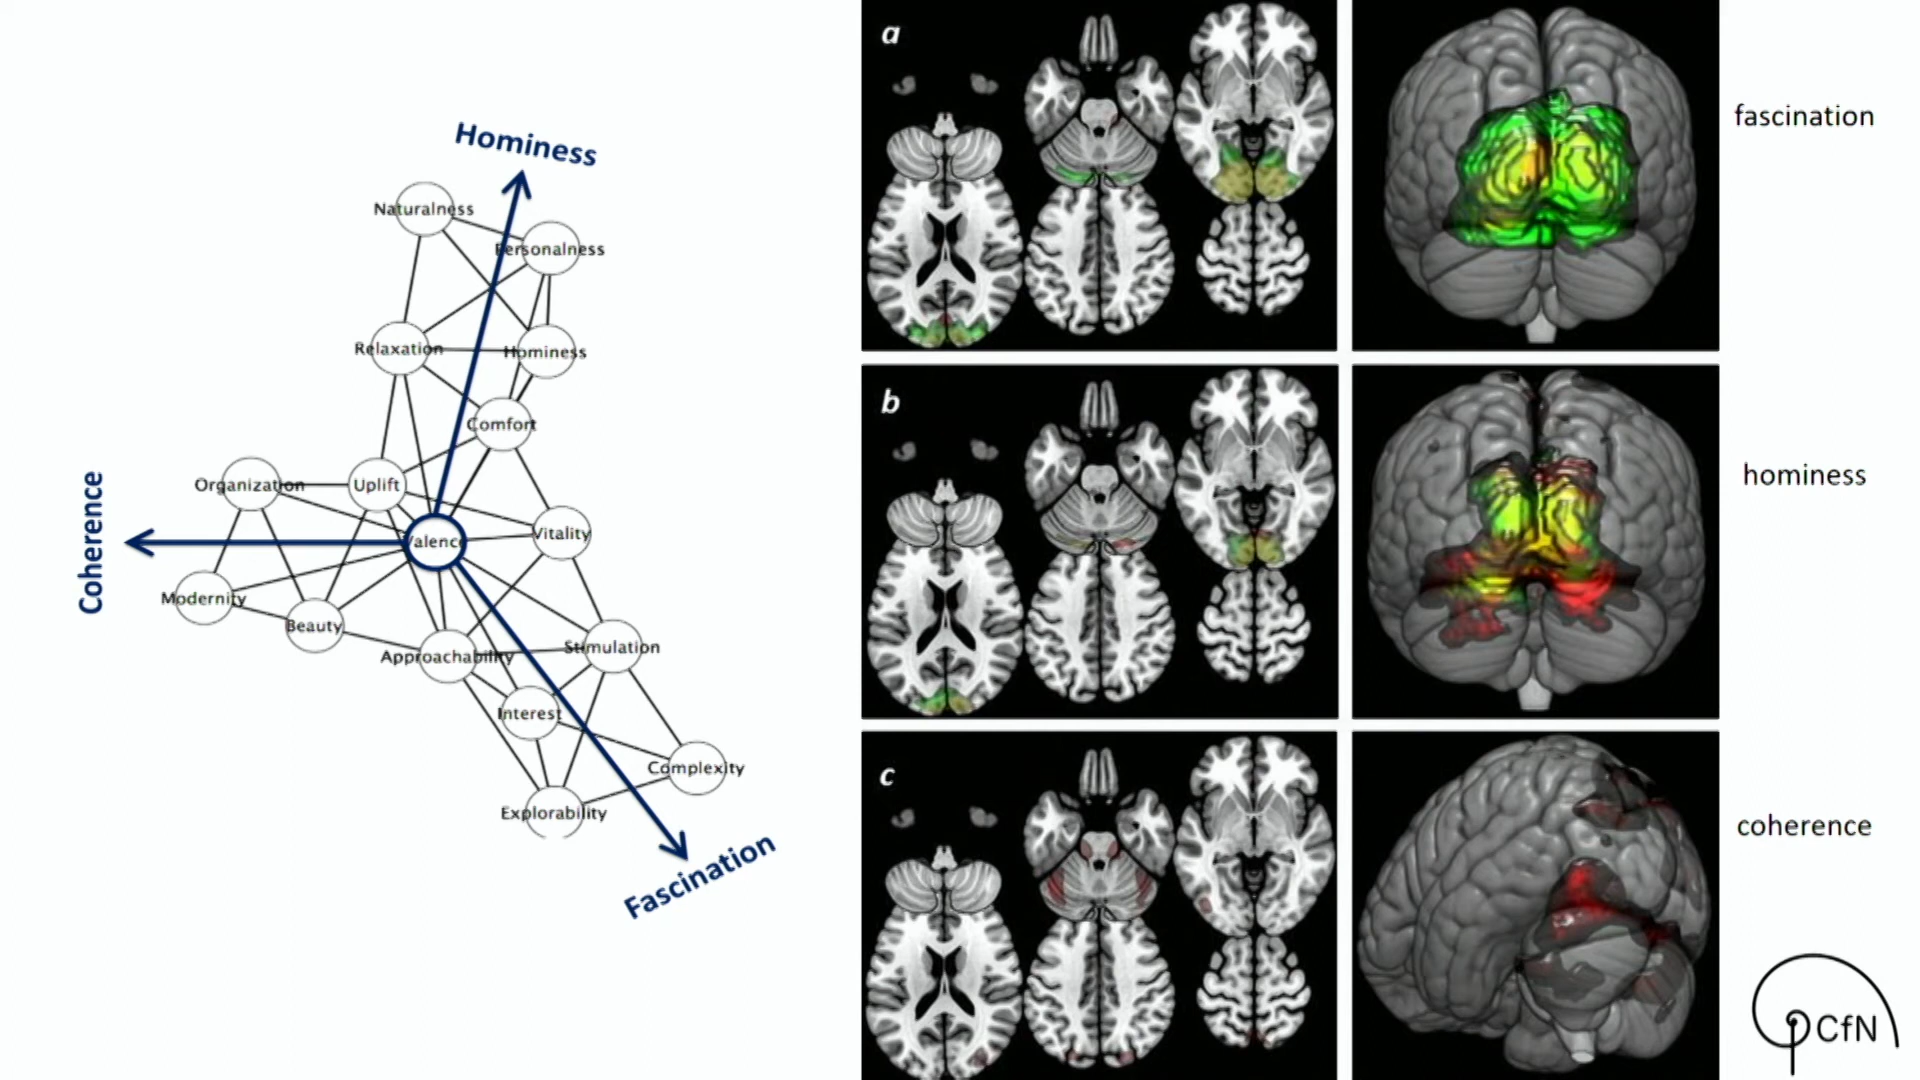 Hominess
Naturalness
Personalness
Relaxation
Hominess
Comfort
Organization
Uplift
Coherence
Valence
Vitality
Modernity
Beauty
Approachability
Stimulation
Interest
Complexity
Explorability
Fascination
a
fascination
b
hominess
c
coherence
CfN